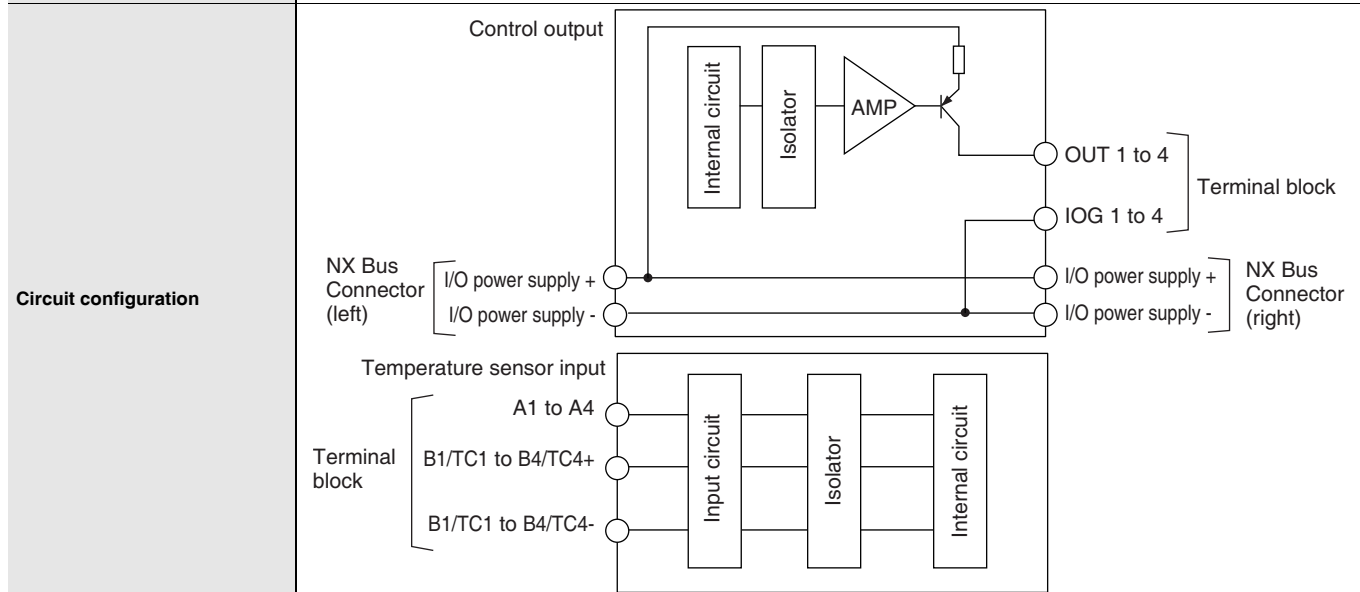 Circuit configuration
Control output
Internal circuit
Isolator
AMP
OUT 1 to 4
IOG 1 to 4
Terminal block
NX Bus
Connector
(left)
I/O power supply +
I/O power supply -
I/O power supply +
I/O power supply -
NX Bus
Connector
(right)
Temperature sensor input
Terminal
block
A1 to A4
B1/TC1 to B4/TC4+
B1/TC1 to B4/TC4-
Input circuit
Isolator
Internal circuit